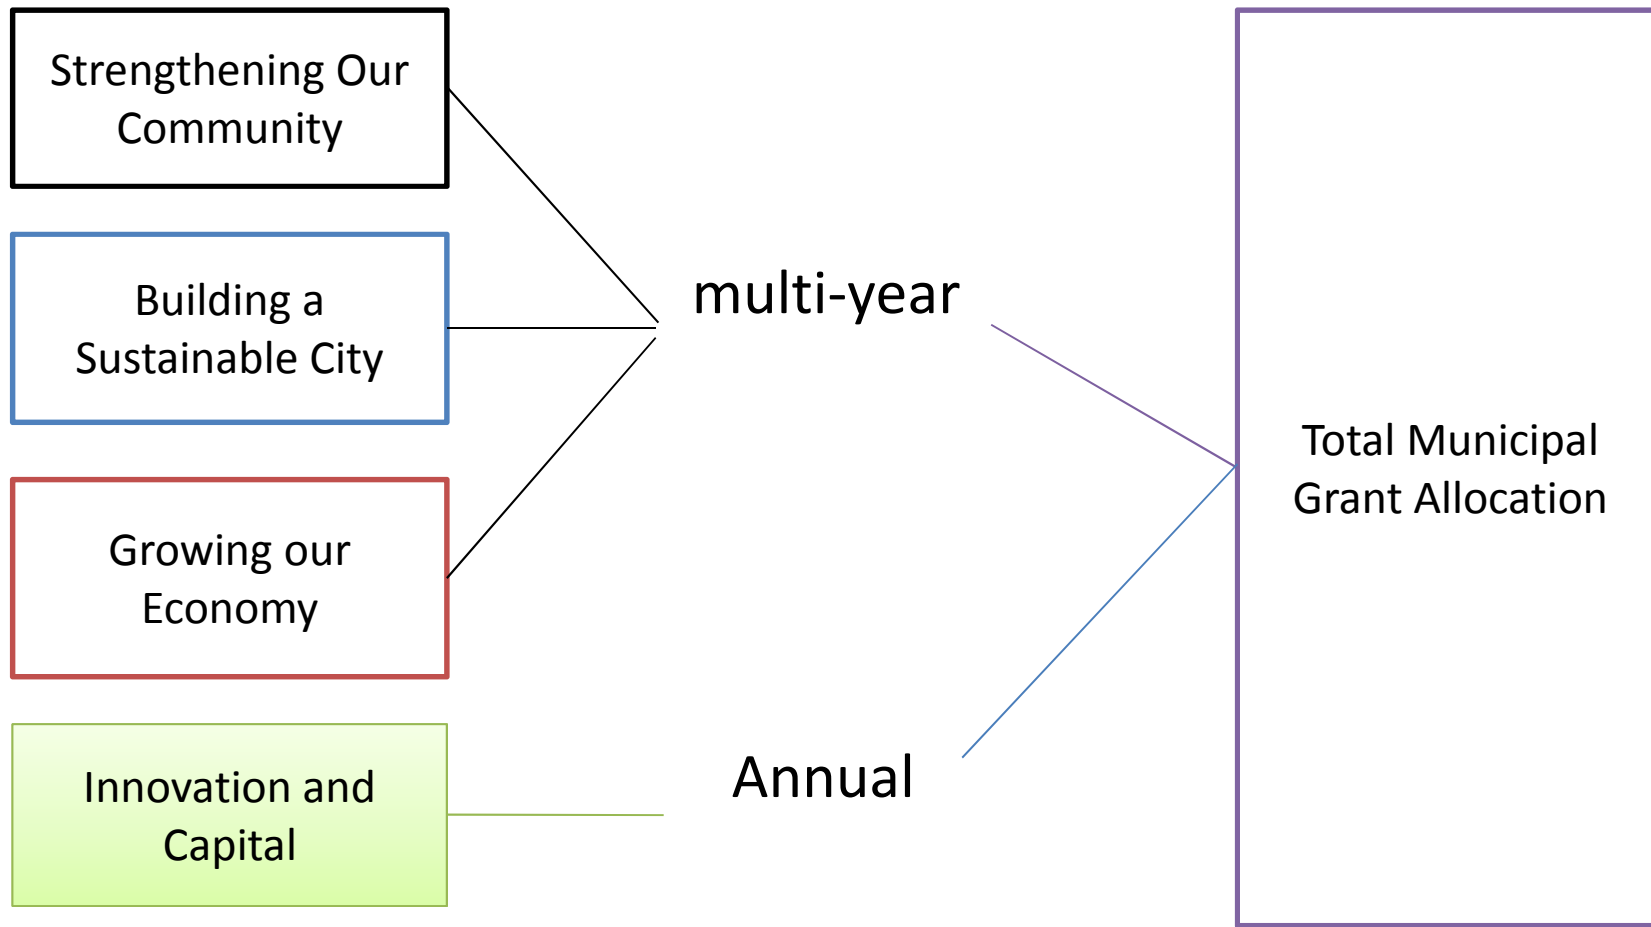 Strengthening Our
Community
Building a
Sustainable City
Growing our
Economy
Innovation and
Capital
multi-year
Annual
Total Municipal
Grant Allocation